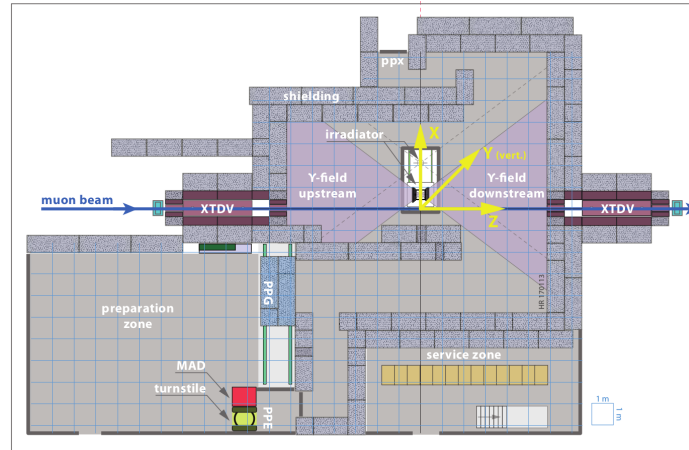 ppx
shielding
irradiator
X
Y (vert.)
Y-field
upstream
Y-field
downstream
muon beam
XTDV
XTDV
Z
HR 170113
PPG
preparation
zone
service zone
MAD
turnstile
PPE
1 m
1 m